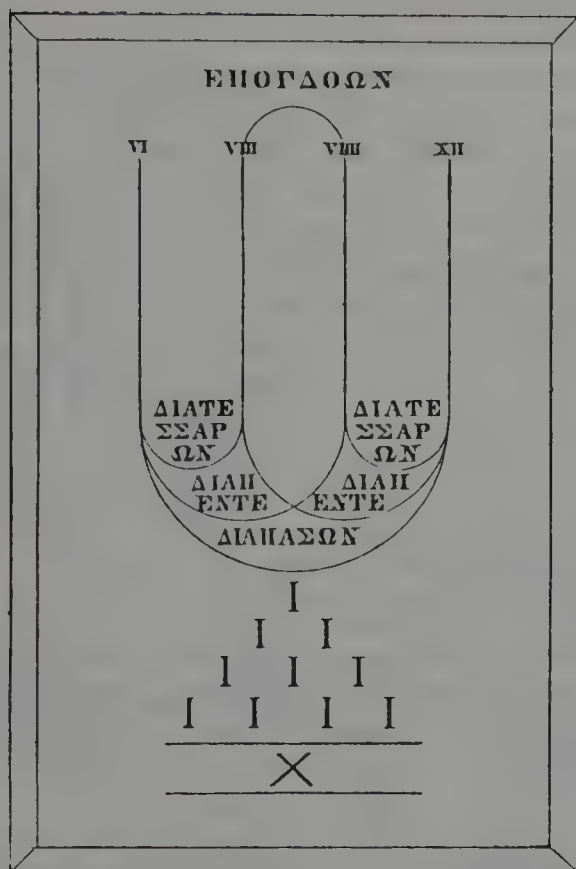 ΕΠΟΓΔΟΩΝ
VI VIII VIIII XII
ΔΙΑΤΕ ΔΙΑΤΕ
ΣΣΑΡ ΣΣΑΡ
ΩΝ ΩΝ
ΔΙΑΠ ΔΙΑΠ
ΕΝΤΕ ΕΝΤΕ
ΔΙΑΠΑΣΩΝ
I
I I
I I I
I I I I
X